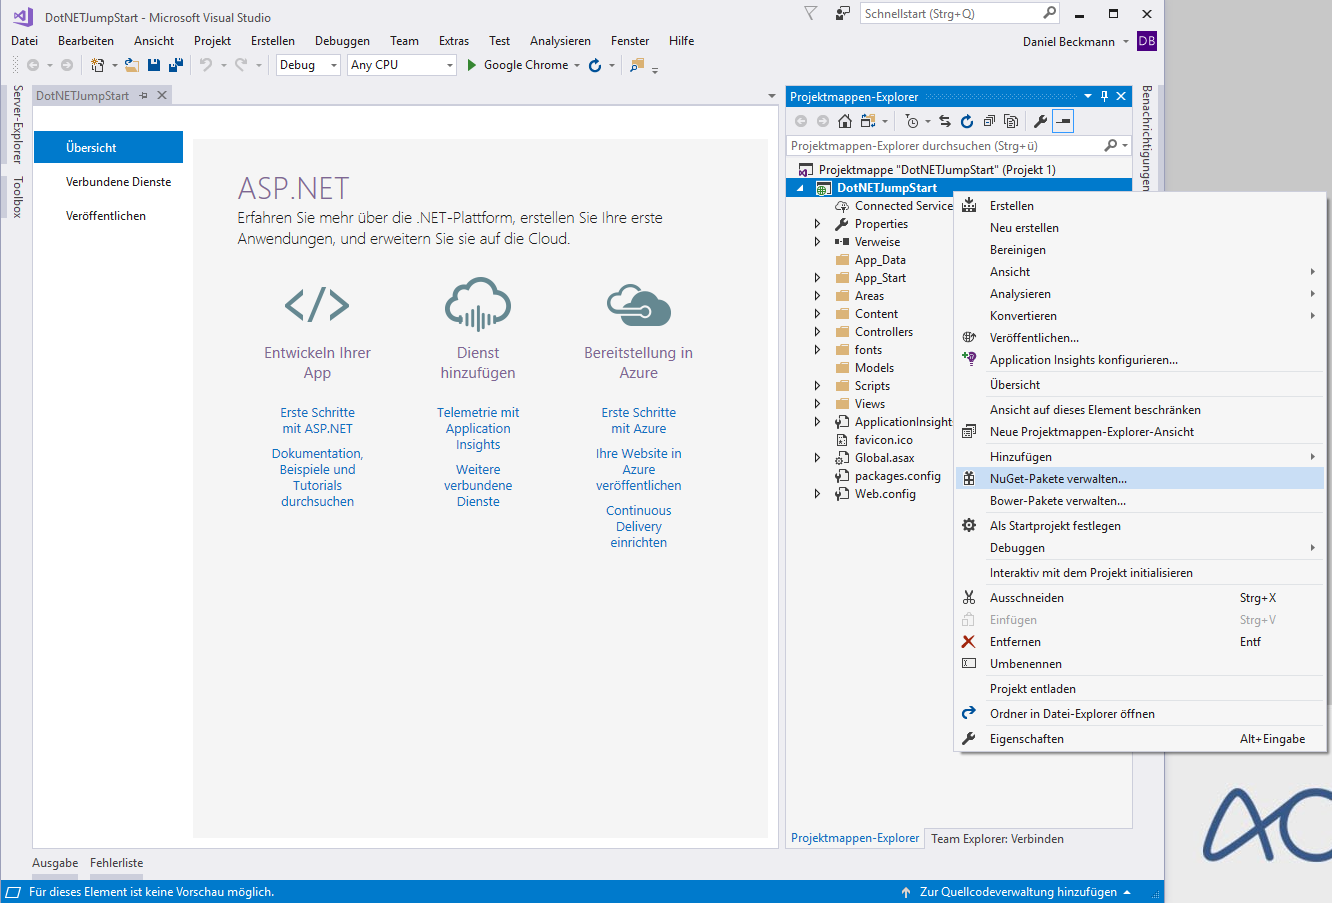 DotNETJumpStart - Microsoft Visual Studio
Schnellstart (Strg+Q)
Datei Bearbeiten Ansicht Projekt Erstellen Debuggen Team Extras Test Analysieren Fenster Hilfe
Daniel Beckmann DB
Debug Any CPU Google Chrome
Server-Explorer
Toolbox
DotNETJumpStart
Übersicht
Verbundene Dienste
Veröffentlichen
ASP.NET
Erfahren Sie mehr über die .NET-Plattform, erstellen Sie Ihre erste
Anwendungen, und erweitern Sie sie auf die Cloud.
Entwickeln Ihrer
App
Erste Schritte
mit ASP.NET
Dokumentation,
Beispiele und
Tutorials
durchsuchen
Dienst
hinzufügen
Telemetrie mit
Application
Insights
Weitere
verbundene
Dienste
Bereitstellung in
Azure
Erste Schritte
mit Azure
Ihre Website in
Azure
veröffentlichen
Continuous
Delivery
einrichten
Projektmappen-Explorer
Projektmappen-Explorer durchsuchen (Strg+ü)
Projektmappe "DotNETJumpStart" (Projekt 1)
DotNETJumpStart
Connected Service
Properties
Verweise
App_Data
App_Start
Areas
Content
Controllers
fonts
Models
Scripts
Views
ApplicationInsights
favicon.ico
Global.asax
packages.config
Web.config
Benachrichtigungen
Erstellen
Neu erstellen
Bereinigen
Ansicht
Analysieren
Konvertieren
Veröffentlichen...
Application Insights konfigurieren...
Übersicht
Ansicht auf dieses Element beschränken
Neue Projektmappen-Explorer-Ansicht
Hinzufügen
NuGet-Pakete verwalten...
Bower-Pakete verwalten...
Als Startprojekt festlegen
Debuggen
Interaktiv mit dem Projekt initialisieren
Ausschneiden Strg+X
Einfügen Strg+V
Entfernen Entf
Umbenennen
Projekt entladen
Ordner in Datei-Explorer öffnen
Eigenschaften Alt+Eingabe
Projektmappen-Explorer Team Explorer: Verbinden
Ausgabe Fehlerliste
Für dieses Element ist keine Vorschau möglich.
Zur Quellcodeverwaltung hinzufügen